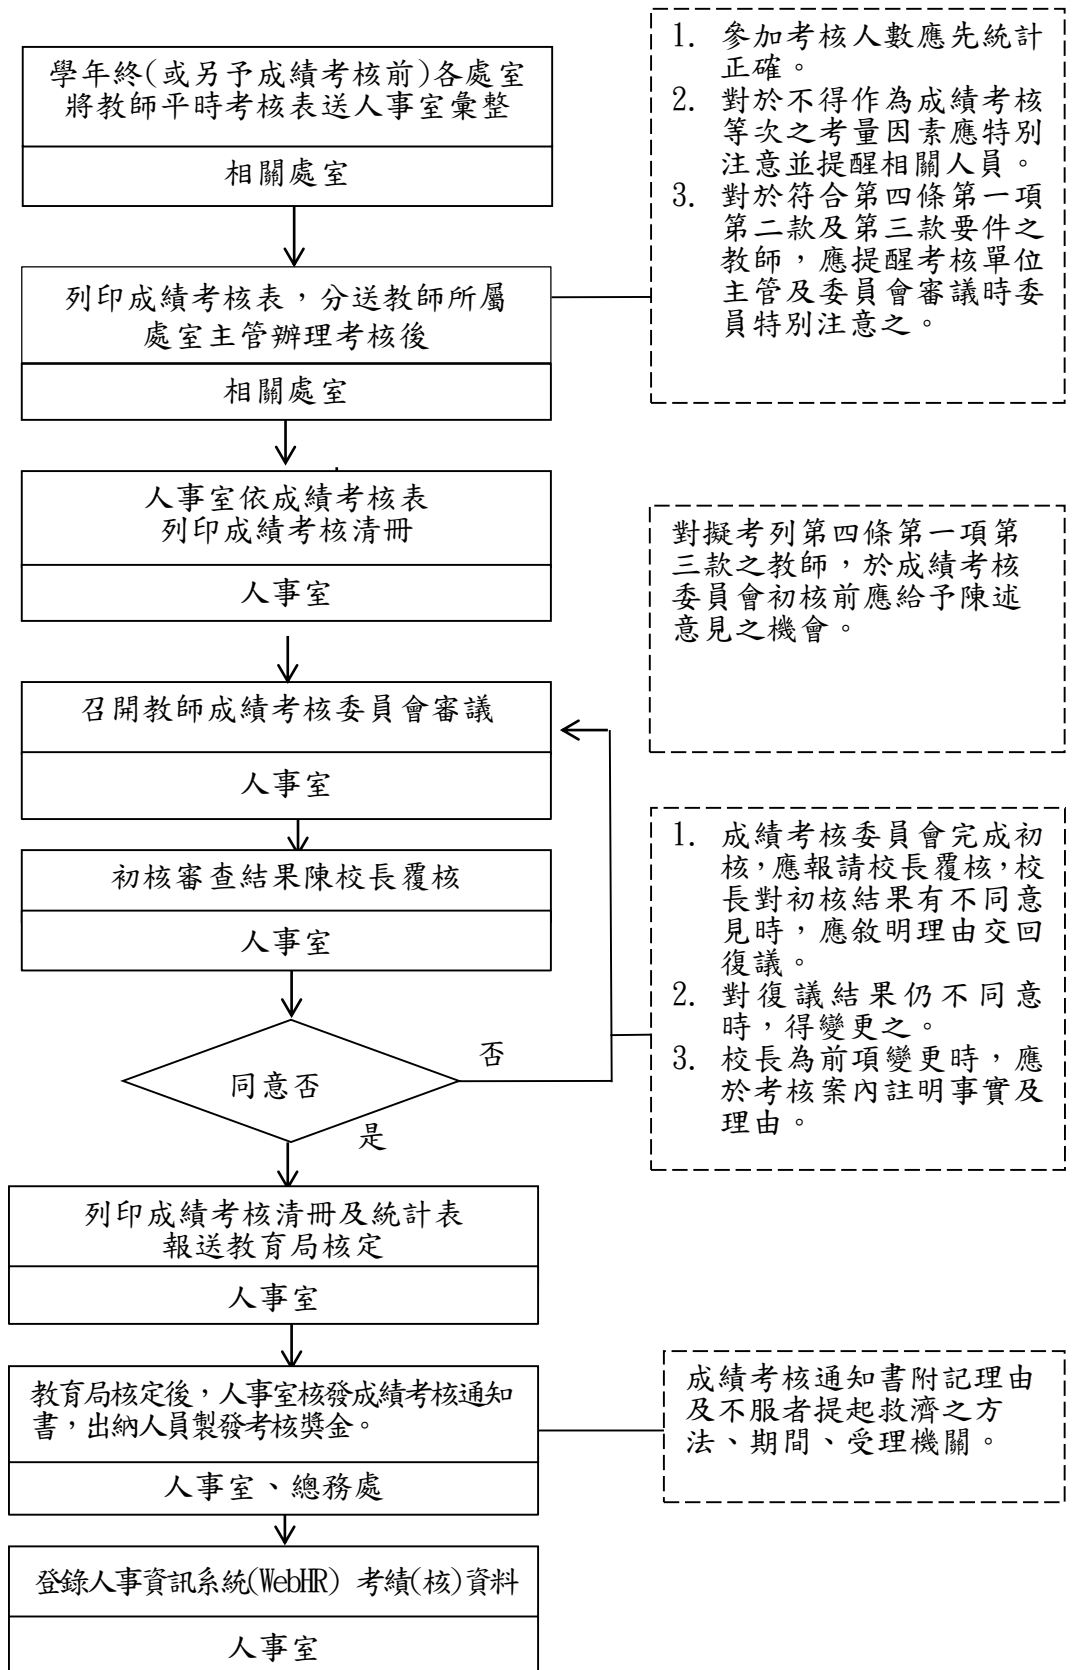 學年終(或另予成績考核前)各處室
將教師平時考核表送人事室彙整
相關處室
1. 參加考核人數應先統計
正確。
2. 對於不得作為成績考核
等次之考量因素應特別
注意並提醒相關人員。
3. 對於符合第四條第一項
第二款及第三款要件之
教師，應提醒考核單位
主管及委員會審議時委
員特別注意之。
列印成績考核表，分送教師所屬
處室主管辦理考核後
相關處室
人事室依成績考核表
列印成績考核清冊
人事室
對擬考列第四條第一項第
三款之教師，於成績考核
委員會初核前應給予陳述
意見之機會。
召開教師成績考核委員會審議
人事室
初核審查結果陳校長覆核
人事室
1. 成績考核委員會完成初
核，應報請校長覆核，校
長對初核結果有不同意
見時，應敘明理由交回
復議。
2. 對復議結果仍不同意
時，得變更之。
3. 校長為前項變更時，應
於考核案內註明事實及
理由。
同意否
否
是
列印成績考核清冊及統計表
報送教育局核定
人事室
教育局核定後，人事室核發成績考核通知
書，出納人員製發考核獎金。
人事室、總務處
成績考核通知書附記理由
及不服者提起救濟之方
法、期間、受理機關。
登錄人事資訊系統(WebHR) 考績(核)資料
人事室